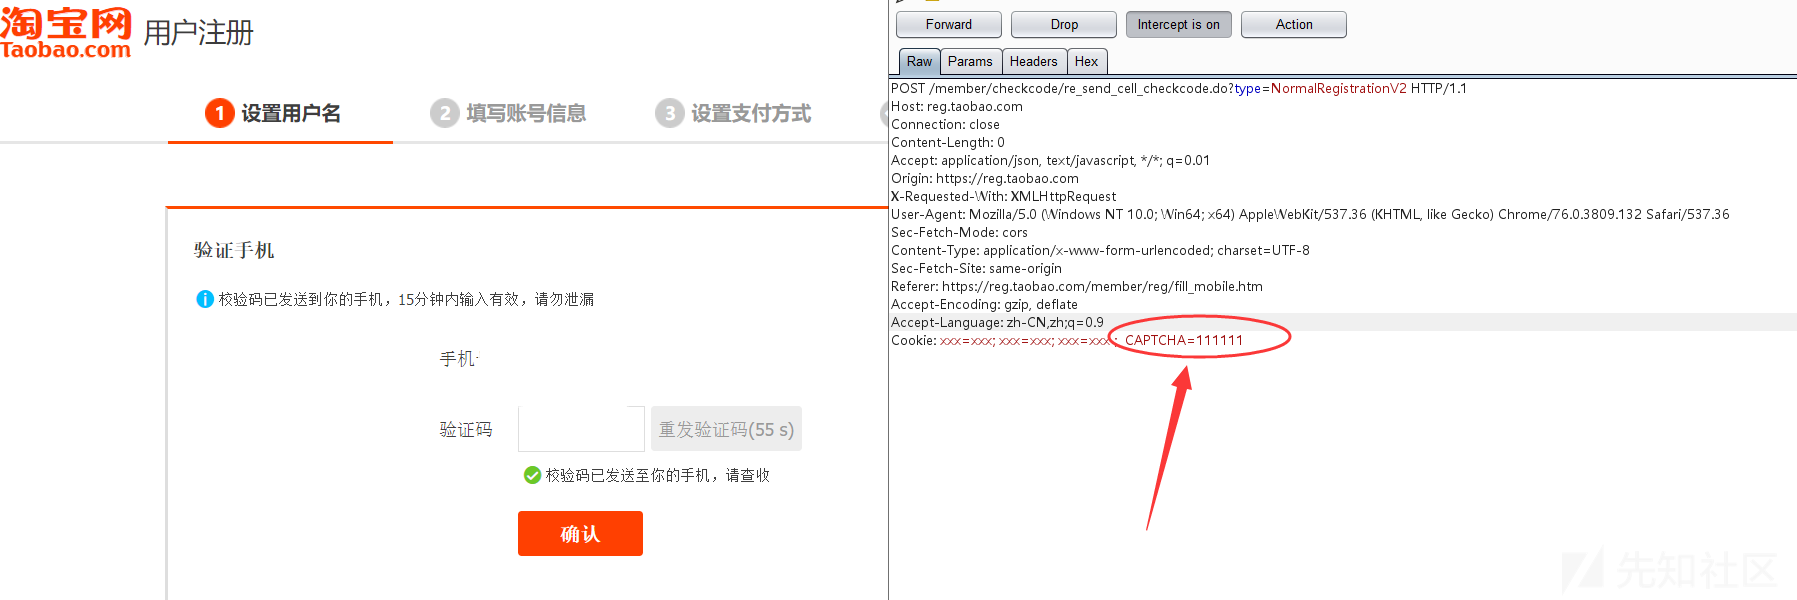 淘宝网
Taobao.com
用户注册
1 设置用户名
2 填写账号信息
3 设置支付方式
验证手机
校验码已发送到你的手机，15分钟内输入有效，请勿泄漏
手机
验证码
重发验证码(55 s)
校验码已发送至你的手机，请查收
确认
Forward Drop Intercept is on Action
Raw Params Headers Hex
POST /member/checkcode/re_send_cell_checkcode.do?type=NormalRegistrationV2 HTTP/1.1
Host: reg.taobao.com
Connection: close
Content-Length: 0
Accept: application/json, text/javascript, */*; q=0.01
Origin: https://reg.taobao.com
X-Requested-With: XMLHttpRequest
User-Agent: Mozilla/5.0 (Windows NT 10.0; Win64; x64) AppleWebKit/537.36 (KHTML, like Gecko) Chrome/76.0.3809.132 Safari/537.36
Sec-Fetch-Mode: cors
Content-Type: application/x-www-form-urlencoded; charset=UTF-8
Sec-Fetch-Site: same-origin
Referer: https://reg.taobao.com/member/reg/fill_mobile.htm
Accept-Encoding: gzip, deflate
Accept-Language: zh-CN,zh;q=0.9
Cookie: xxx=xxx; xxx=xxx; xxx=xxx ; CAPTCHA=111111
先知社区